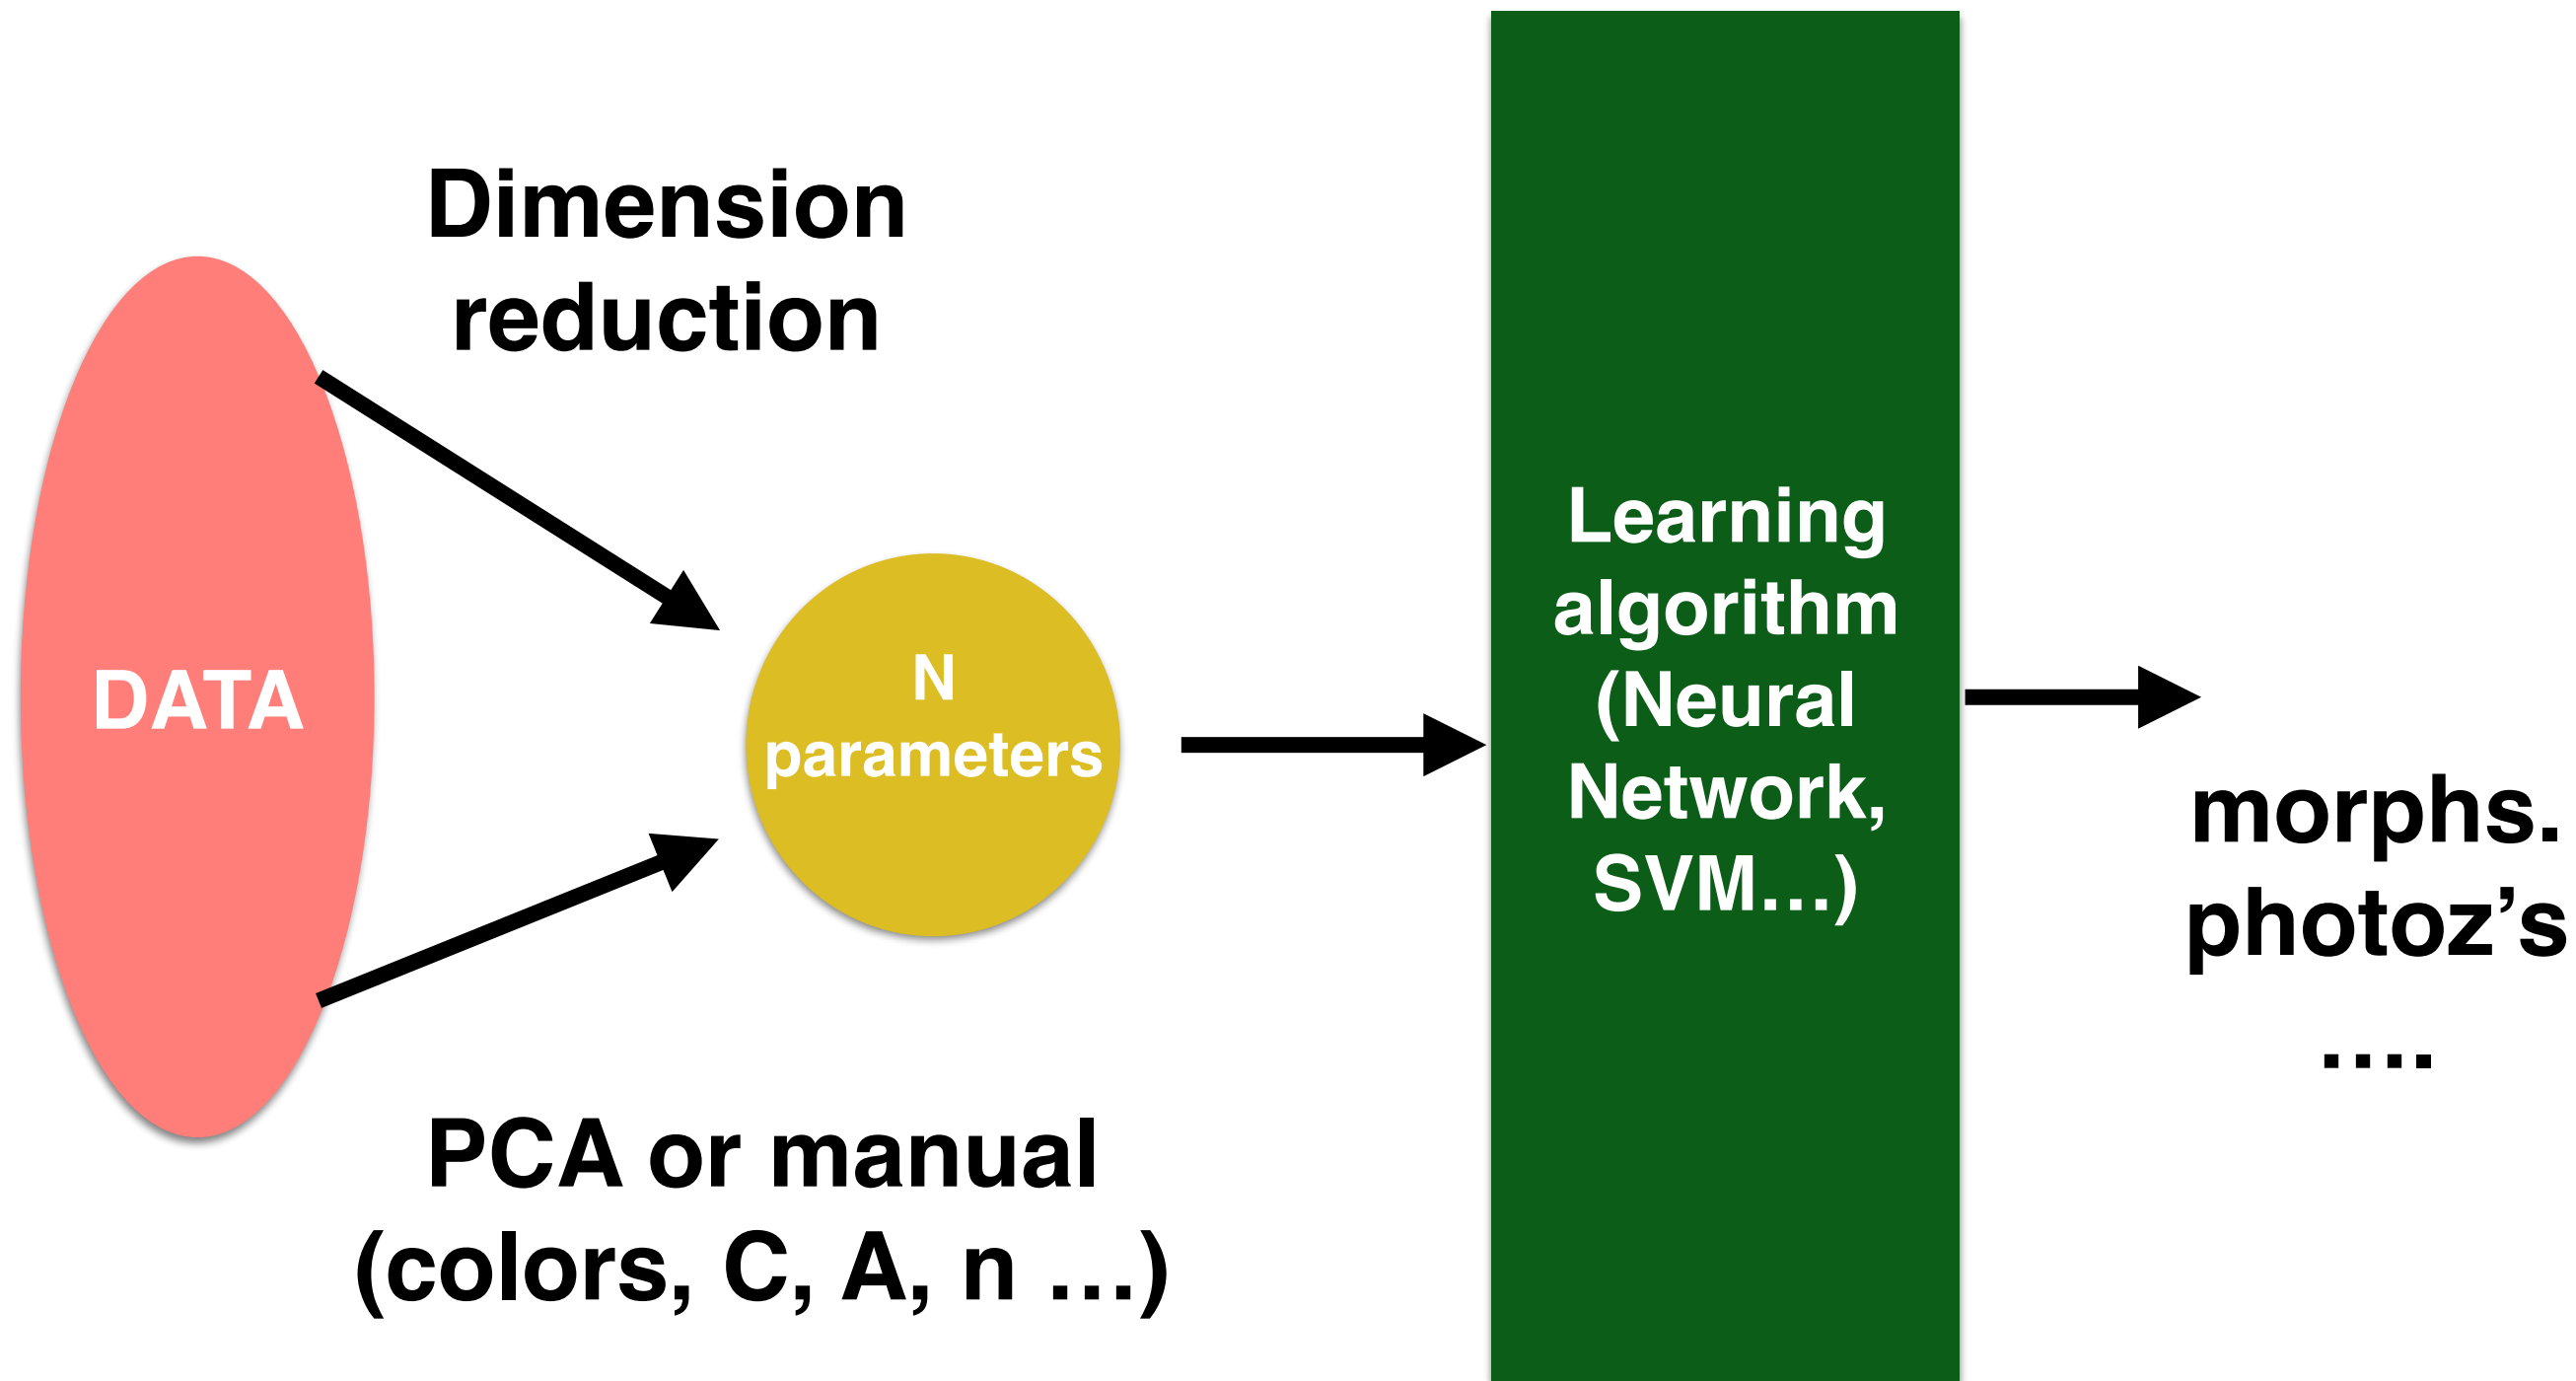 Dimension
reduction
DATA
N
parameters
PCA or manual
(colors, C, A, n …)
Learning
algorithm
(Neural
Network,
SVM…)
morphs.
photoz’s
….